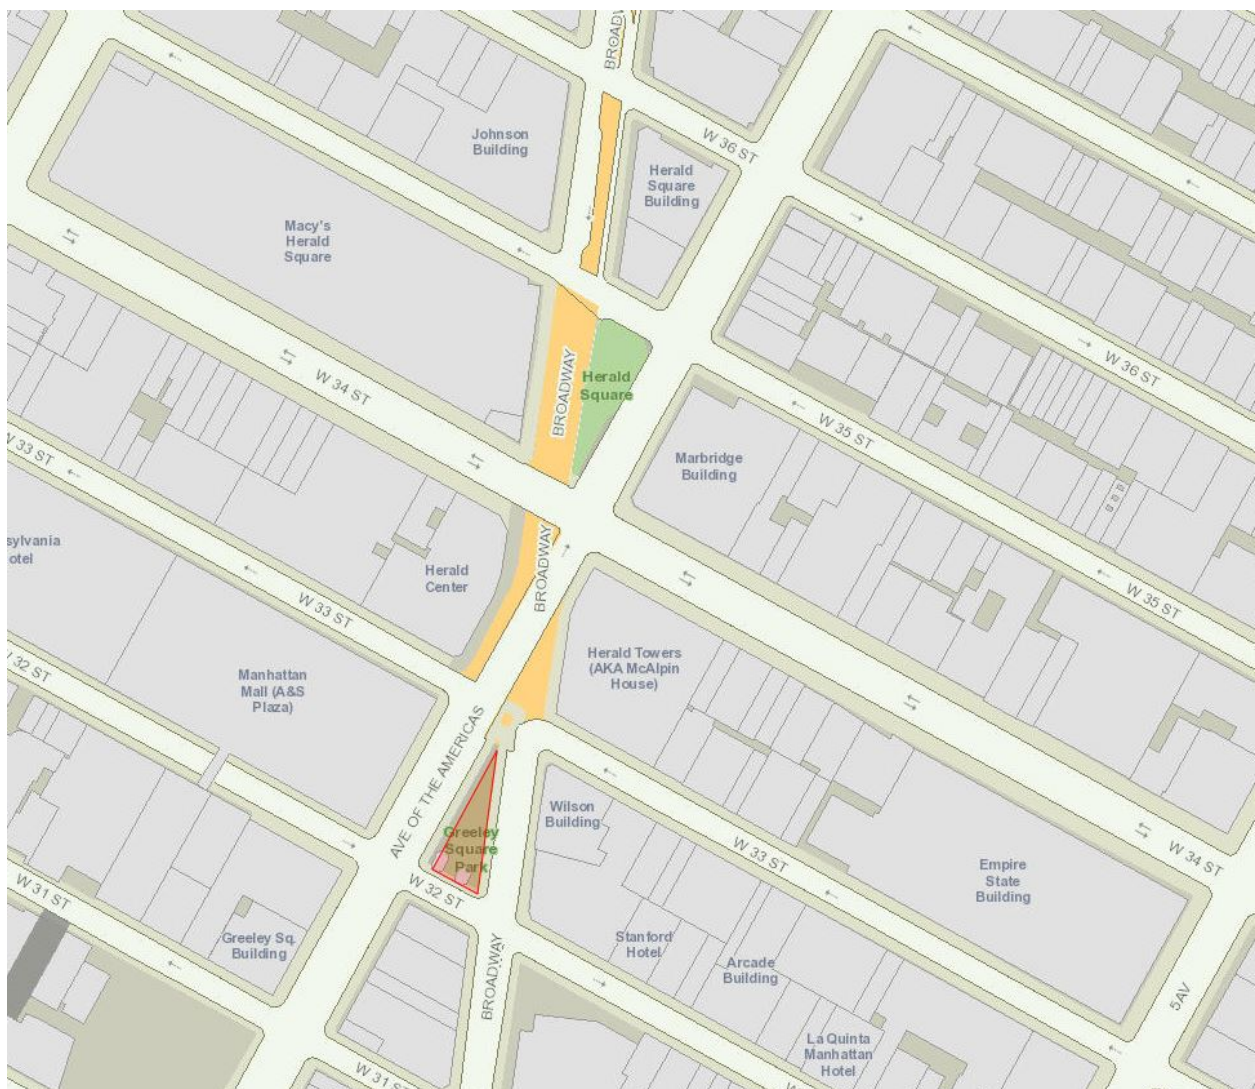 BROADW
Johnson
Building
W 36 ST
Herald
Square
Building
Macy's
Herald
Square
W 34 ST
BROADWAY
Herald
Square
W 36 ST
W 35 ST
W 33 ST
Marbridge
Building
sylvania
otel
Herald
Center
BROADWAY
W 33 ST
W 35 ST
32 ST
Manhattan
Mall (A&S
Plaza)
Herald Towers
(AKA McAlpin
House)
AVE OF THE AMERICAS
Wilson
Building
Greeley
Square
Park
W 33 ST
W 34 ST
Empire
State
Building
W 31 ST
W 32 ST
Greeley Sq.
Building
Stanford
Hotel
Arcade
Building
BROADWAY
5AV
La Quinta
Manhattan
Hotel
W 31 ST